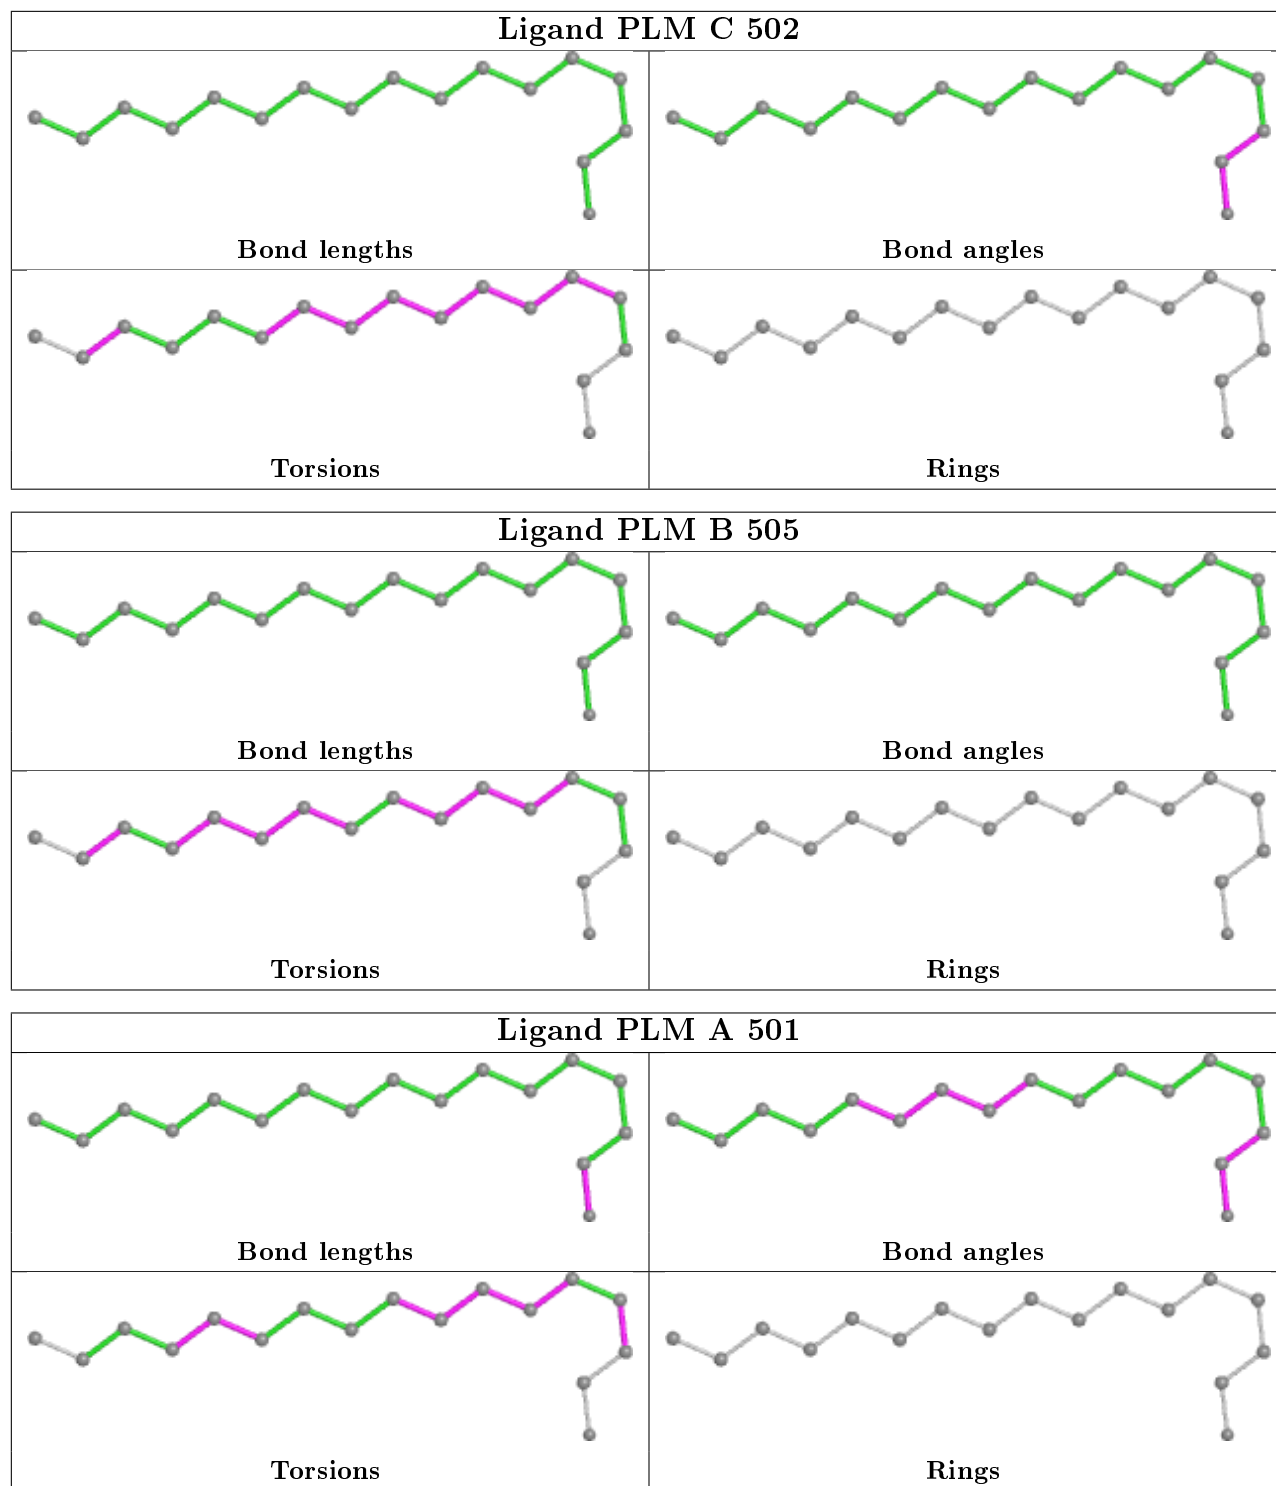 Ligand PLM C 502
Bond lengths
Bond angles
Torsions
Rings
Ligand PLM B 505
Bond lengths
Bond angles
Torsions
Rings
Ligand PLM A 501
Bond lengths
Bond angles
Torsions
Rings